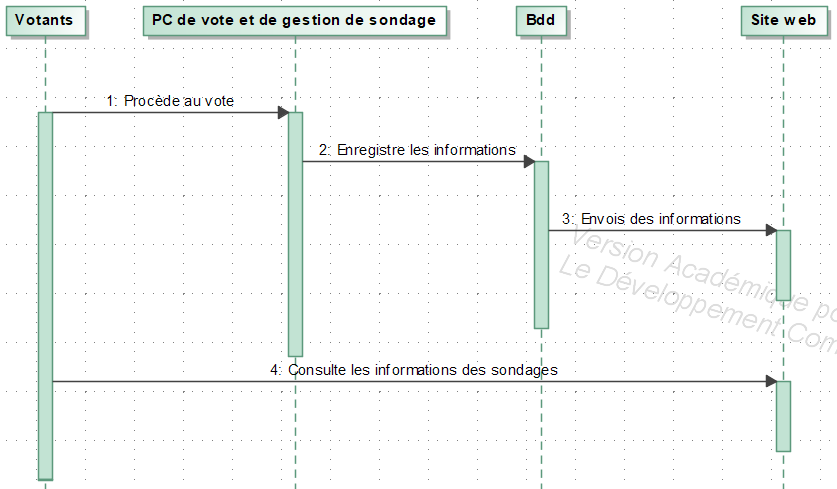 Votants
PC de vote et de gestion de sondage
Bdd
Site web
1: Procède au vote
2: Enregistre les informations
3: Envois des informations
Version Académique po
Le Développement Com
4: Consulte les informations des sondages